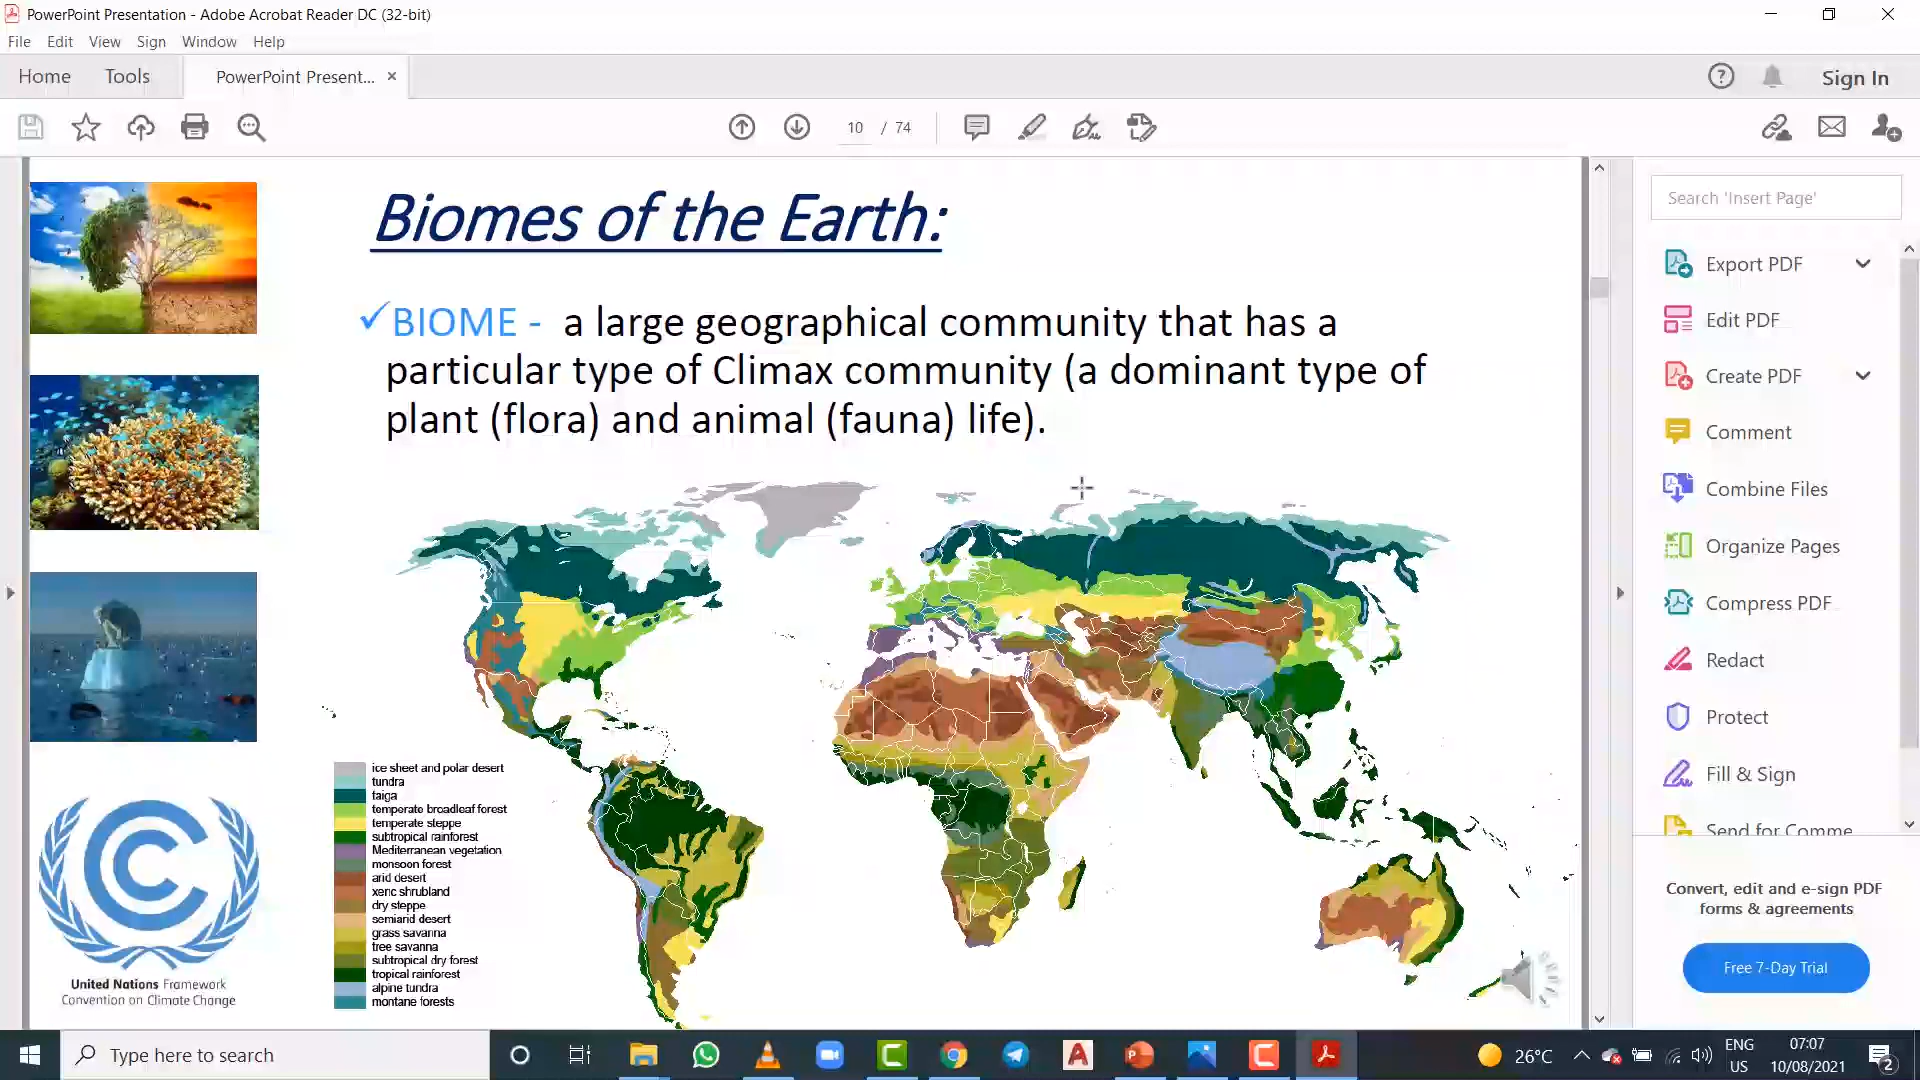 PowerPoint Presentation - Adobe Acrobat Reader DC (32-bit)
File Edit View Sign Window Help
Home Tools PowerPoint Present... ×
Sign In
10 / 74
Biomes of the Earth:
BIOME - a large geographical community that has a
particular type of Climax community (a dominant type of
plant (flora) and animal (fauna) life).
ice sheet and polar desert
tundra
taiga
temperate broadleaf forest
temperate steppe
subtropical rainforest
Mediterranean vegetation
monsoon forest
arid desert
xeric shrubland
dry steppe
semiarid desert
grass savanna
tree savanna
subtropical dry forest
tropical rainforest
alpine tundra
montane forests
United Nations Framework
Convention on Climate Change
Search 'Insert Page'
Export PDF
Edit PDF
Create PDF
Comment
Combine Files
Organize Pages
Compress PDF
Redact
Protect
Fill & Sign
Send for Comme
Convert, edit and e-sign PDF
forms & agreements
Free 7-Day Trial
Type here to search
26°C
ENG
US
07:07
10/08/2021
2